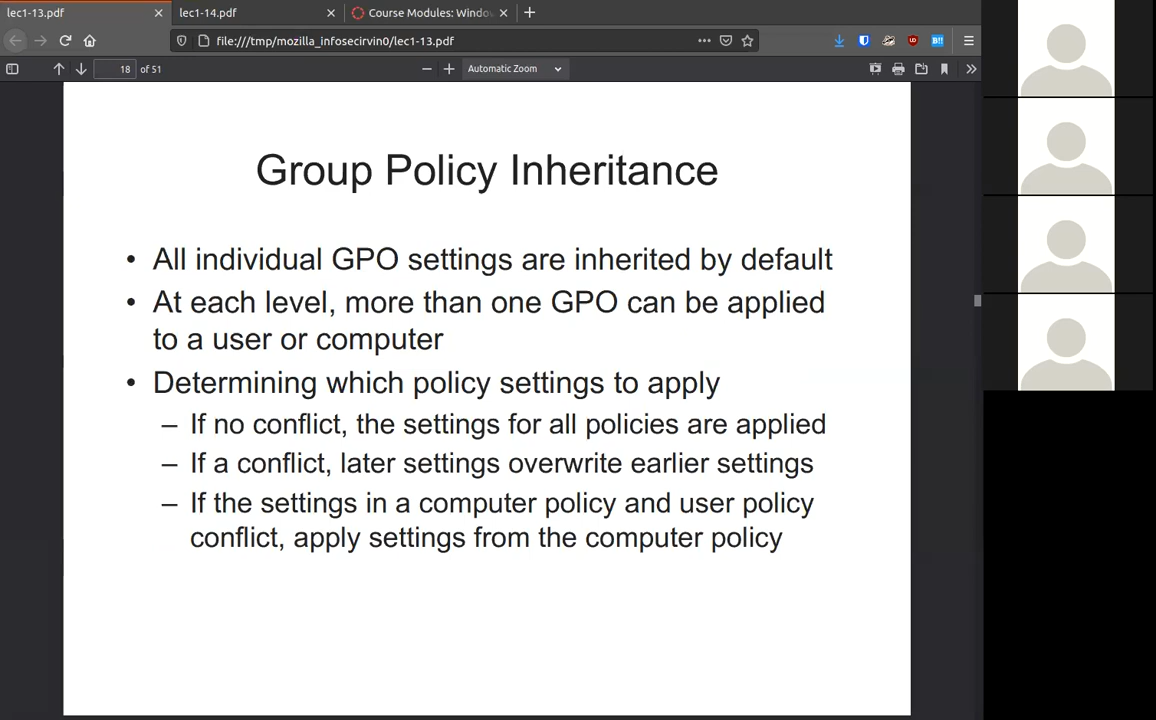 lec1-13.pdf
lec1-14.pdf
Course Modules: Windo
file:///tmp/mozilla_infosecirvin0/lec1-13.pdf
18 of 51
Automatic Zoom
Group Policy Inheritance
• All individual GPO settings are inherited by default
• At each level, more than one GPO can be applied
to a user or computer
• Determining which policy settings to apply
– If no conflict, the settings for all policies are applied
– If a conflict, later settings overwrite earlier settings
– If the settings in a computer policy and user policy
conflict, apply settings from the computer policy